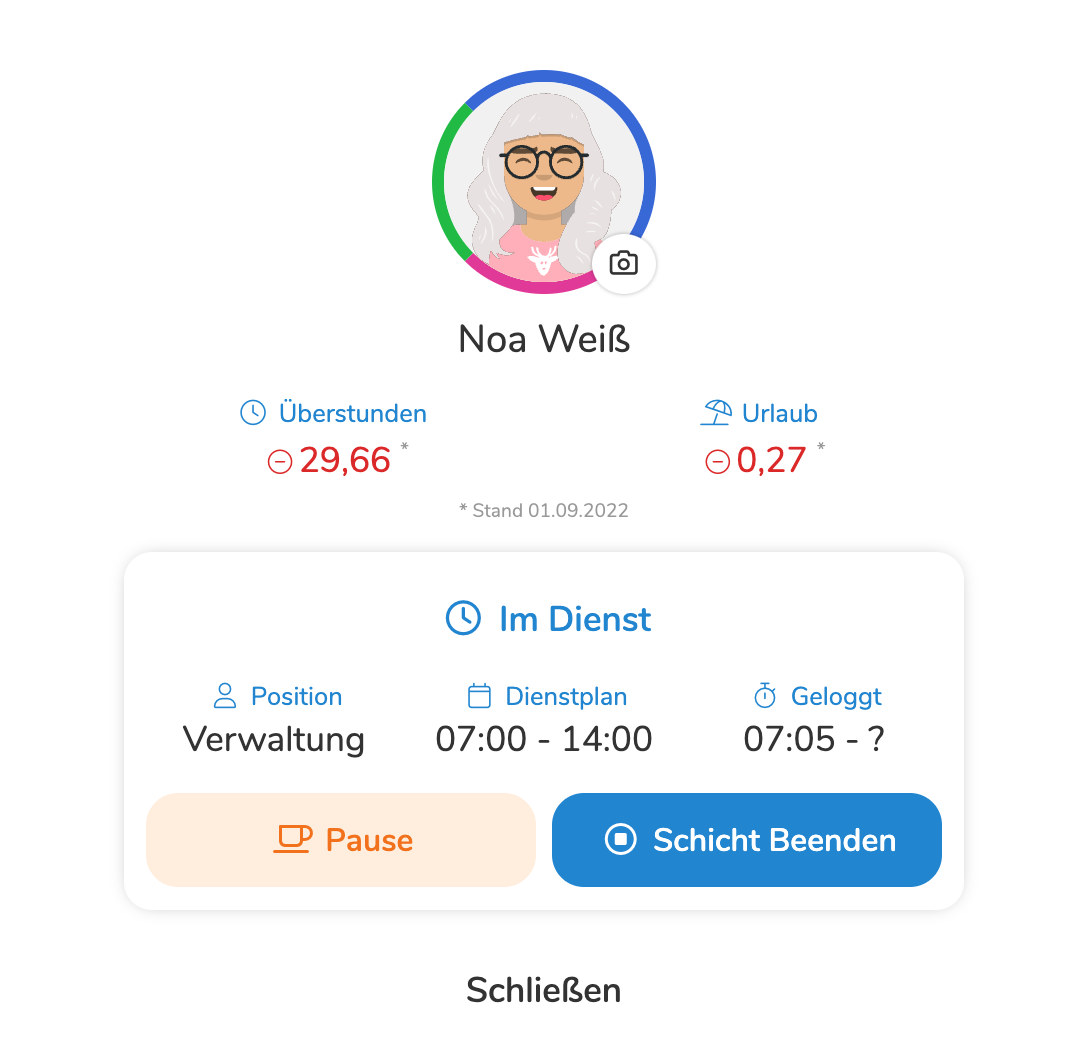 Noa Weiß
Überstunden
29,66 *
Urlaub
0,27 *
* Stand 01.09.2022
Im Dienst
Position
Verwaltung
Dienstplan
07:00 - 14:00
Geloggt
07:05 - ?
Pause
Schicht Beenden
Schließen